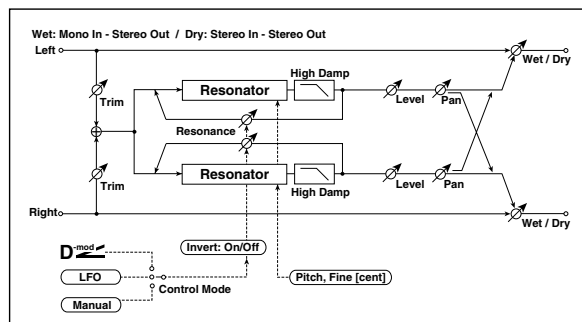 Wet: Mono In - Stereo Out / Dry: Stereo In - Stereo Out
Left
Wet / Dry
High Damp
Resonator
Trim
Level
Pan
Resonance
Resonator
High Damp
Trim
Level
Pan
Right
Wet / Dry
D-mod
Invert: On/Off
LFO
Pitch, Fine [cent]
Control Mode
Manual